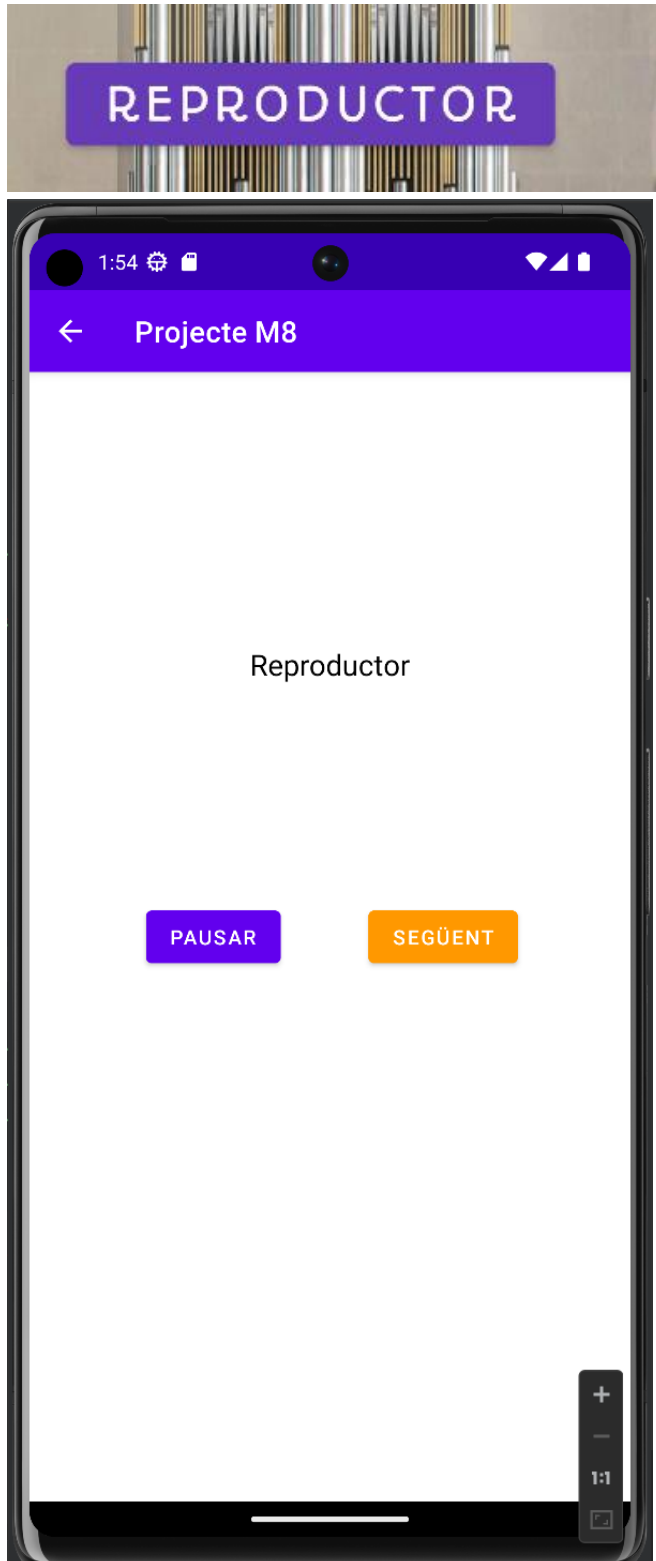 REPRODUCTOR
1:54
Projecte M8
Reproductor
PAUSAR SEGÜENT
1:1